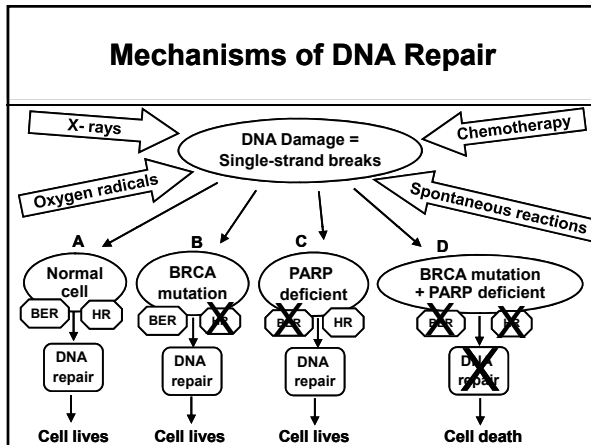 Mechanisms of DNA Repair
X- rays
Chemotherapy
DNA Damage =
Single-strand breaks
Oxygen radicals
Spontaneous reactions
A
B
C
D
Normal
cell
BRCA
mutation
PARP
deficient
BRCA mutation
+ PARP deficient
BER
HR
BER
HR
BER
HR
BER
HR
DNA
repair
DNA
repair
DNA
repair
DNA
repair
Cell lives
Cell lives
Cell lives
Cell death